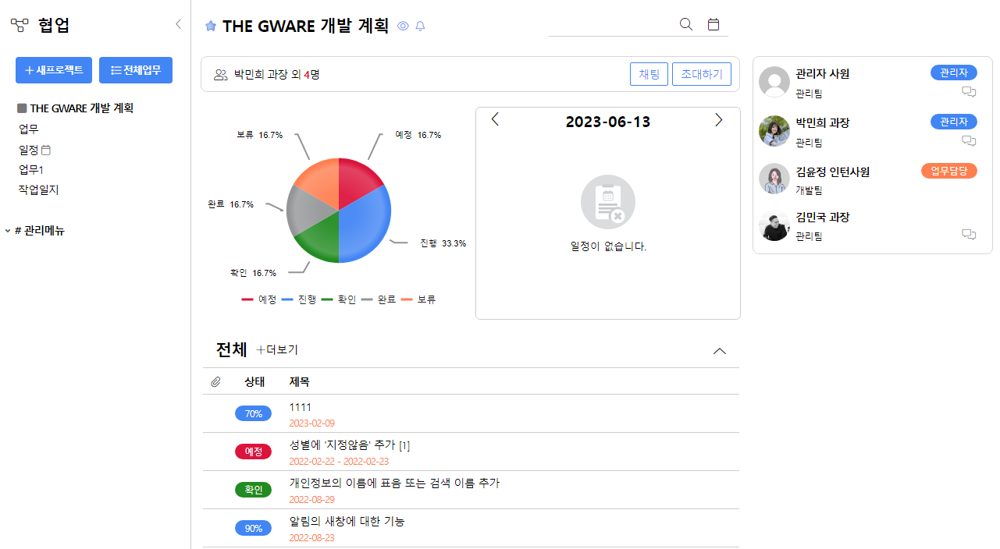 협업
새프로젝트 전체업무
THE GWARE 개발 계획
업무
일정
업무1
작업일지
# 관리메뉴
THE GWARE 개발 계획
박민희 과장 외 4명
채팅 초대하기
보류 16.7%
예정 16.7%
완료 16.7%
진행 33.3%
확인 16.7%
예정 진행 확인 완료 보류
2023-06-13
일정이 없습니다.
전체 +더보기
상태 제목
70% 1111
2023-02-09
예정 성별에 '지정않음' 추가 [1]
2022-02-22 - 2022-02-23
확인 개인정보의 이름에 표음 또는 검색 이름 추가
2022-08-29
90% 알림의 새창에 대한 기능
2022-08-23
관리자 사원 관리자
관리팀
박민희 과장 관리자
관리팀
김윤정 인턴사원 업무담당
개발팀
김민국 과장
관리팀